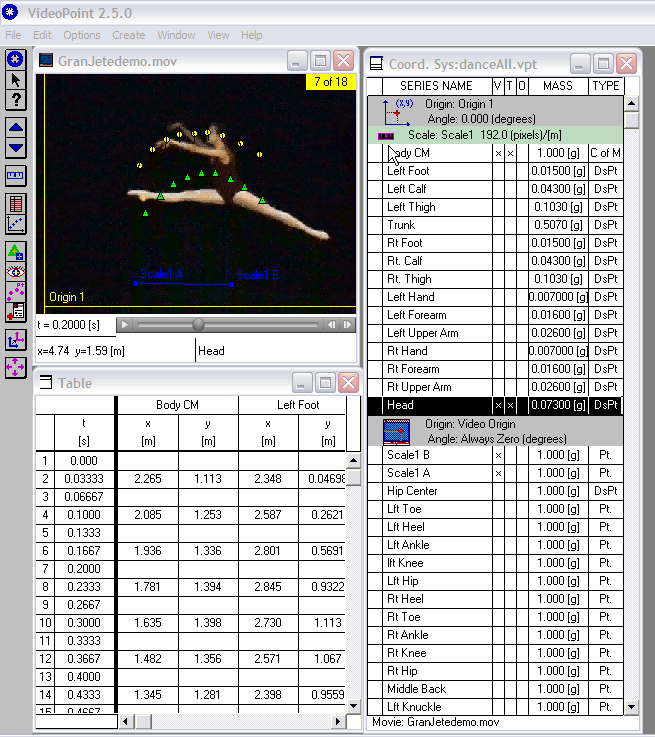 VideoPoint 2.5.0
File Edit Options Create Window View Help
GranJetedemo.mov
7 of 18
Scale1 A Scale1 B
Origin 1
t = 0.2000 [s]
x=4.74 y=1.59 [m] Head
Table
Body CM Left Foot
t x y x y
[s] [m] [m] [m] [m]
1 0.000
2 0.03333 2.265 1.113 2.348 0.04698
3 0.06667
4 0.1000 2.085 1.253 2.587 0.2621
5 0.1333
6 0.1667 1.936 1.336 2.801 0.5691
7 0.2000
8 0.2333 1.781 1.394 2.845 0.9322
9 0.2667
10 0.3000 1.635 1.398 2.730 1.113
11 0.3333
12 0.3667 1.482 1.356 2.571 1.067
13 0.4000
14 0.4333 1.345 1.281 2.398 0.9559
15 0.4667
Coord. Sys:danceAll.vpt
SERIES NAME V T O MASS TYPE
(X,Y) Origin: Origin 1
Angle: 0.000 (degrees)
Scale: Scale1 192.0 (pixels)/[m]
Body CM x x 1.000 [g] C of M
Left Foot 0.01500 [g] DsPt
Left Calf 0.04300 [g] DsPt
Left Thigh 0.1030 [g] DsPt
Trunk 0.5070 [g] DsPt
Rt Foot 0.01500 [g] DsPt
Rt. Calf 0.04300 [g] DsPt
Rt. Thigh 0.1030 [g] DsPt
Left Hand 0.007000 [g] DsPt
Left Forearm 0.01600 [g] DsPt
Left Upper Arm 0.02600 [g] DsPt
Rt Hand 0.007000 [g] DsPt
Rt Forearm 0.01600 [g] DsPt
Rt Upper Arm 0.02600 [g] DsPt
Head x x 0.07300 [g] DsPt
Origin: Video Origin
Angle: Always Zero (degrees)
Scale1 B x 1.000 [g] Pt.
Scale1 A x 1.000 [g] Pt.
Hip Center 1.000 [g] DsPt
Lft Toe 1.000 [g] Pt.
Lft Heel 1.000 [g] Pt.
Lft Ankle 1.000 [g] Pt.
lft Knee 1.000 [g] Pt.
Lft Hip 1.000 [g] Pt.
Rt Heel 1.000 [g] Pt.
Rt Toe 1.000 [g] Pt.
Rt Ankle 1.000 [g] Pt.
Rt Knee 1.000 [g] Pt.
Rt Hip 1.000 [g] Pt.
Middle Back 1.000 [g] Pt.
Lft Knuckle 1.000 [g] Pt.
Movie: GranJetedemo.mov